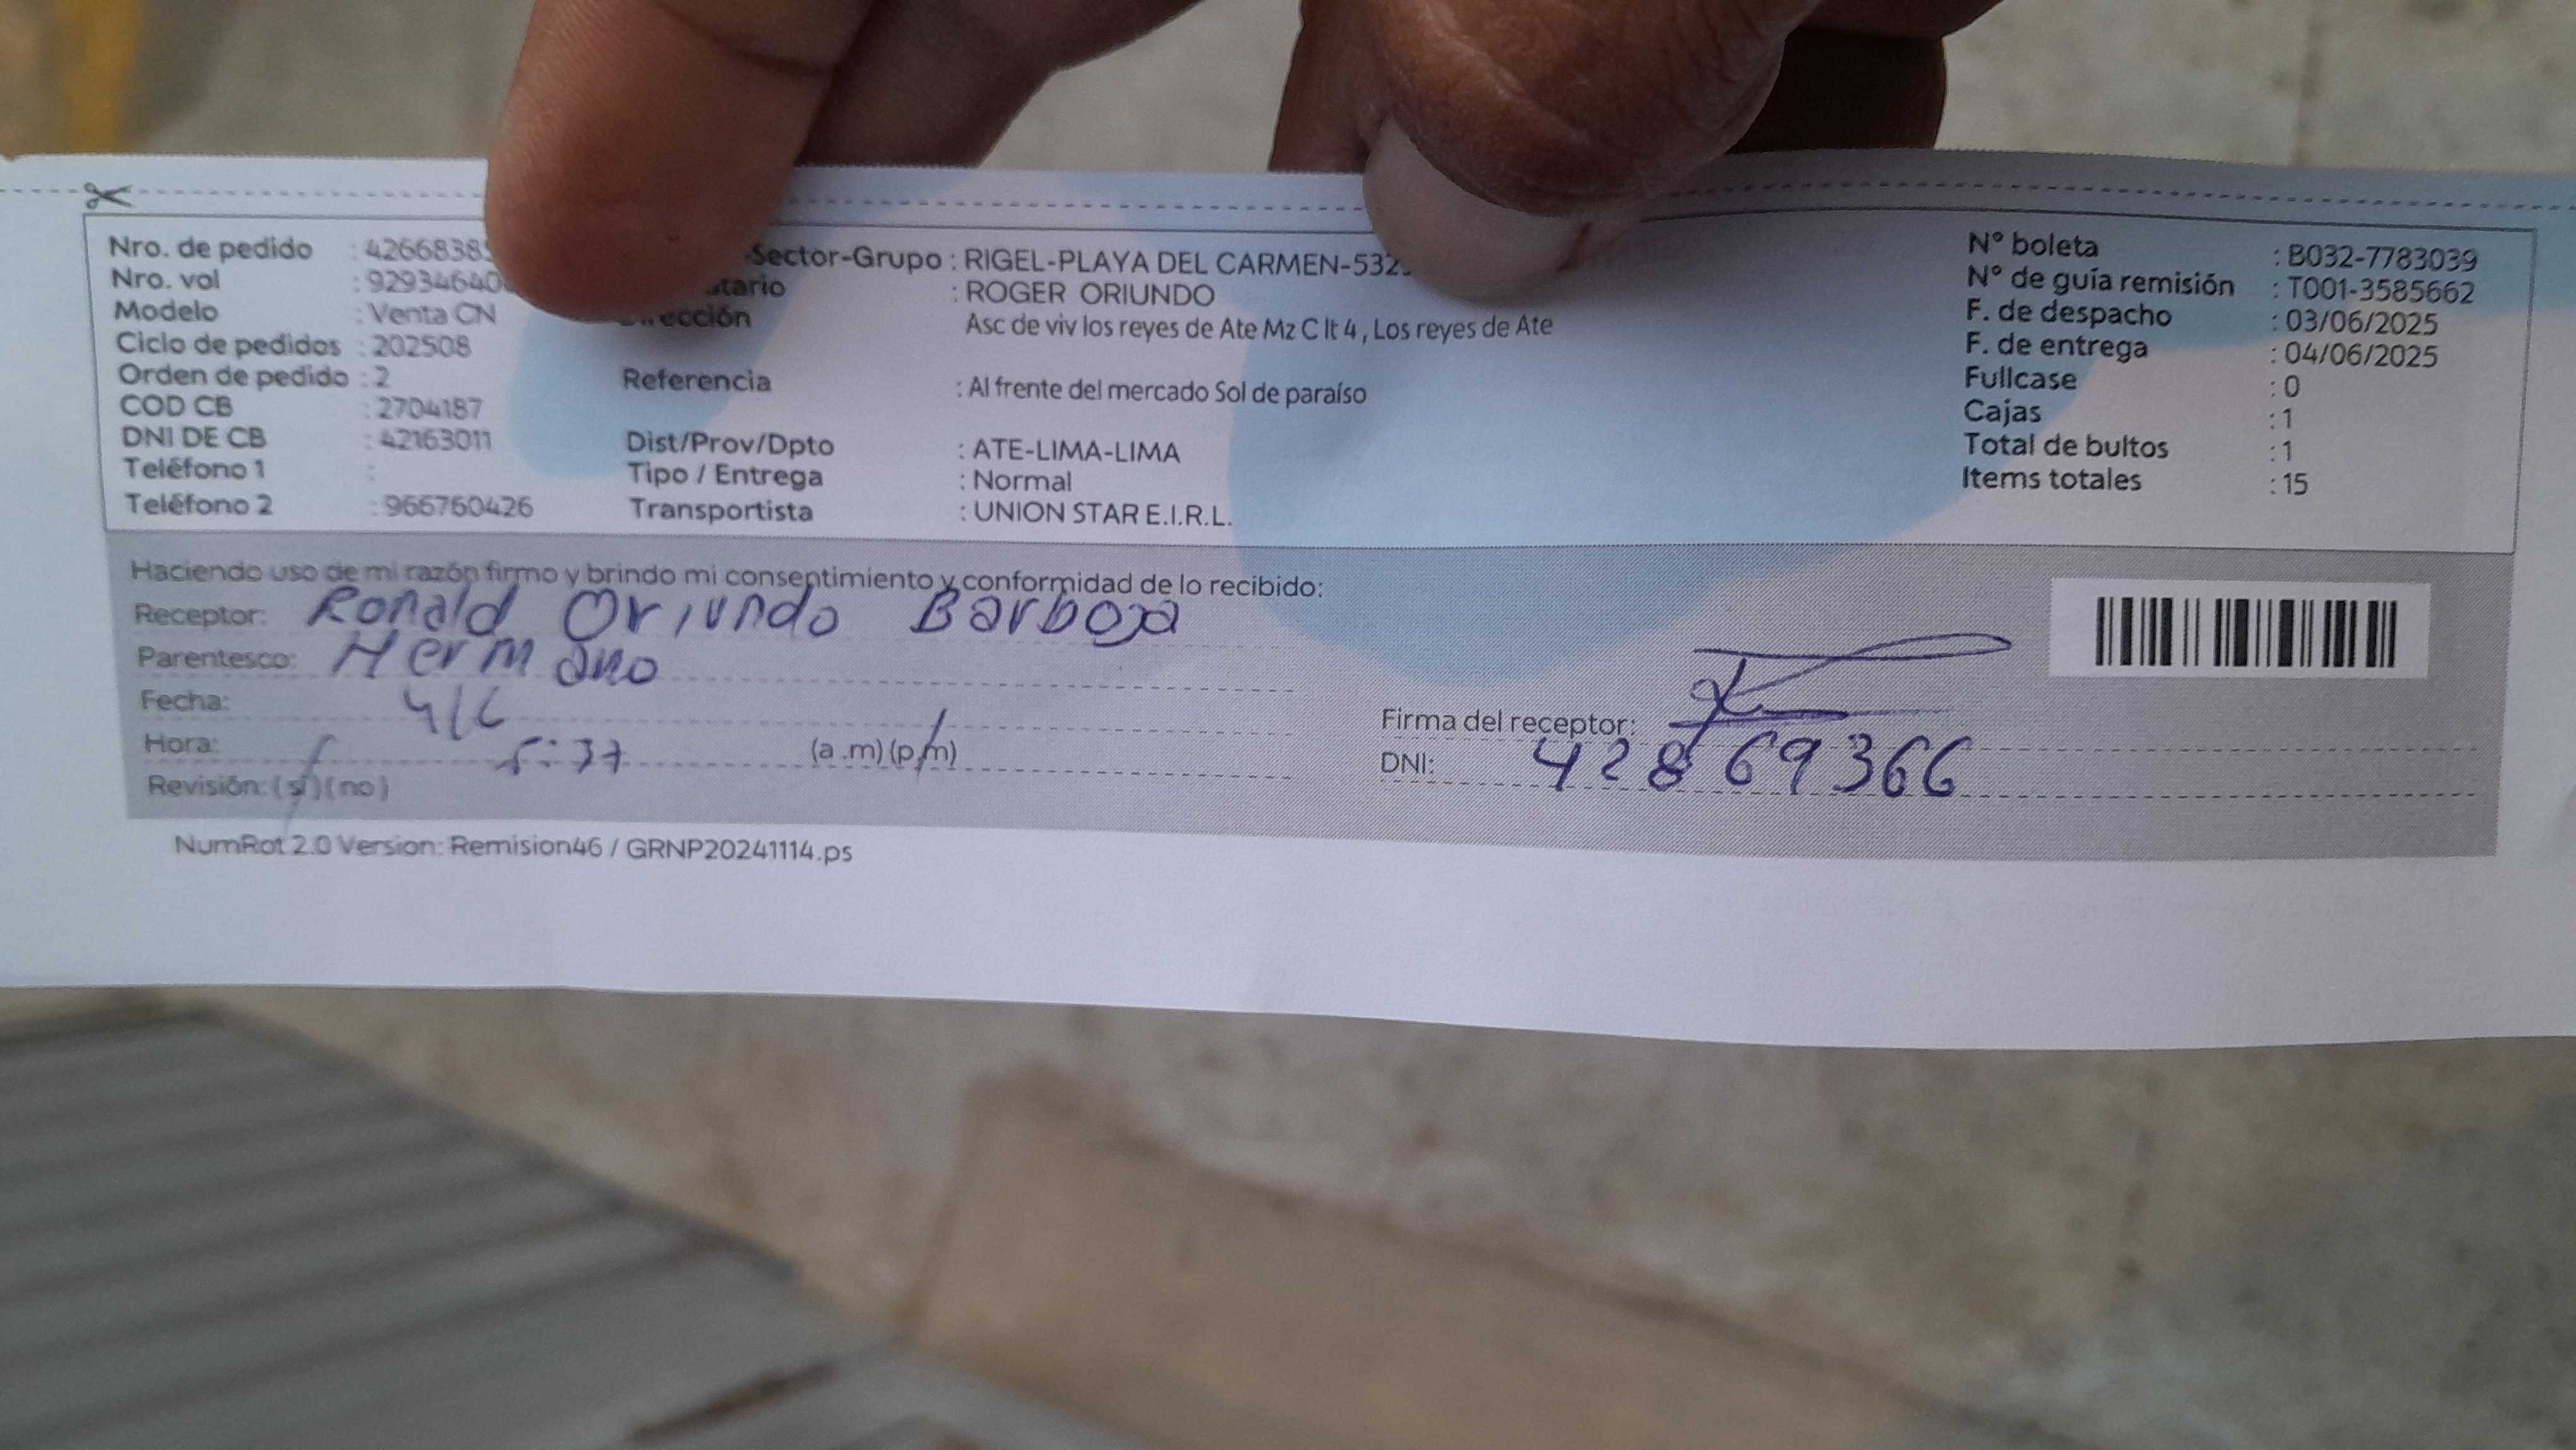 Nro. de pedido : 42668385
Nro. vol : 92934640
Modelo : Venta CN
Ciclo de pedidos : 202508
Orden de pedido : 2
COD CB : 2704187
DNI DE CB : 42163011
Teléfono 1 :
Teléfono 2 : 966760426
-Sector-Grupo : RIGEL-PLAYA DEL CARMEN-532
: ROGER ORIUNDO
Dirección Asc de viv los reyes de Ate Mz C lt 4 , Los reyes de Ate
Referencia : Al frente del mercado Sol de paraíso
Dist/Prov/Dpto : ATE-LIMA-LIMA
Tipo / Entrega : Normal
Transportista : UNION STAR E.I.R.L.
N° boleta : B032-7783039
N° de guía remisión : T001-3585662
F. de despacho : 03/06/2025
F. de entrega : 04/06/2025
Fullcase : 0
Cajas : 1
Total de bultos : 1
Items totales : 15
Haciendo uso de mi razón firmo y brindo mi consentimiento y conformidad de lo recibido:
Receptor: Ronald Oriundo Barboza
Parentesco: Hermano
Fecha: 4/6
Hora: 5:37 (a .m) (p,m)
Revisión: (sí) (no)
Firma del receptor:
DNI: 42869366
NumRot 2.0 Version: Remision46 / GRNP20241114.ps